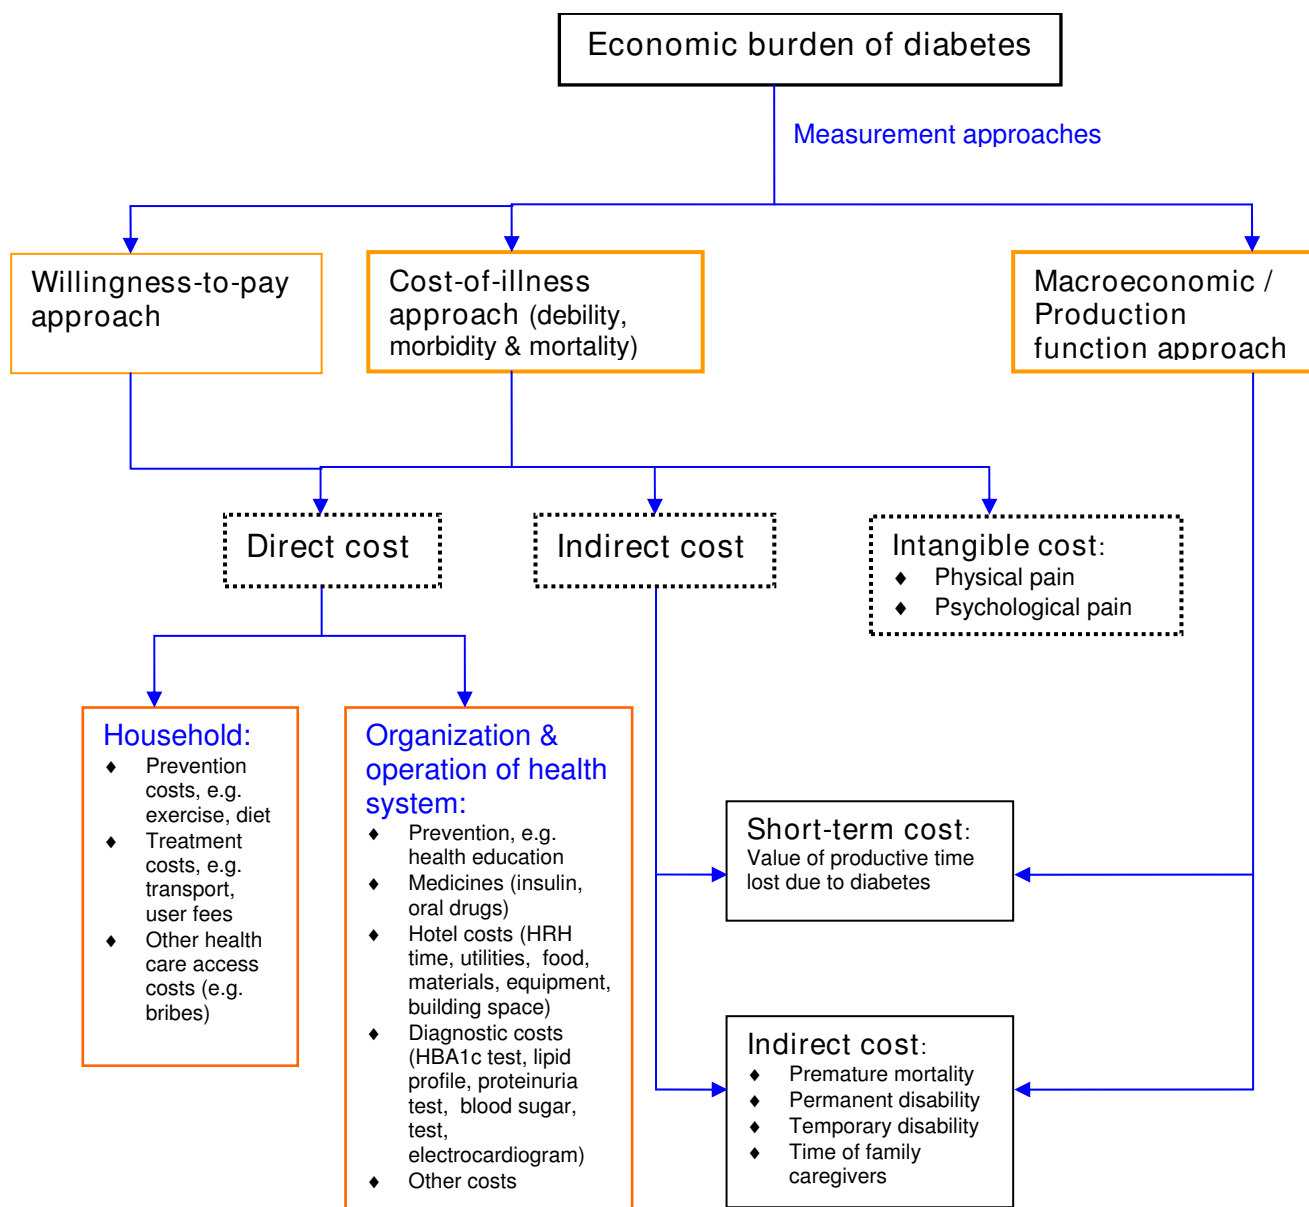 Economic burden of diabetes
Measurement approaches
Willingness-to-pay
approach
Cost-of-illness
approach (debility,
morbidity & mortality)
Macroeconomic /
Production
function approach
Direct cost
Indirect cost
Intangible cost:
♦ Physical pain
♦ Psychological pain
Household:
♦ Prevention
costs, e.g.
exercise, diet
♦ Treatment
costs, e.g.
transport,
user fees
♦ Other health
care access
costs (e.g.
bribes)
Organization &
operation of health
system:
♦ Prevention, e.g.
health education
♦ Medicines (insulin,
oral drugs)
♦ Hotel costs (HRH
time, utilities, food,
materials, equipment,
building space)
♦ Diagnostic costs
(HBA1c test, lipid
profile, proteinuria
test, blood sugar,
test,
electrocardiogram)
♦ Other costs
Short-term cost:
Value of productive time
lost due to diabetes
Indirect cost:
♦ Premature mortality
♦ Permanent disability
♦ Temporary disability
♦ Time of family
caregivers